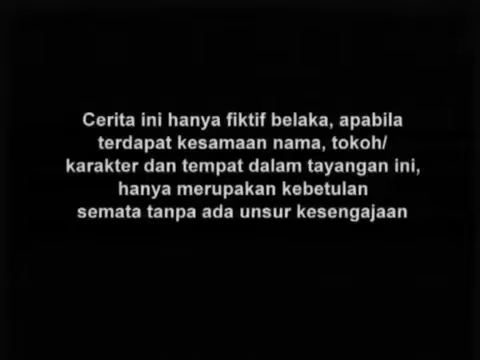 Cerita ini hanya fiktif belaka, apabila
terdapat kesamaan nama, tokoh/
karakter dan tempat dalam tayangan ini,
hanya merupakan kebetulan
semata tanpa ada unsur kesengajaan